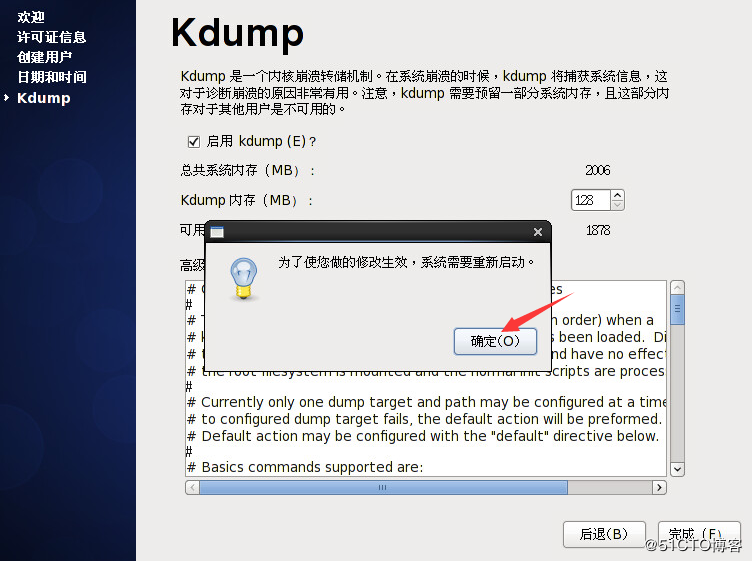 欢迎
许可证信息
创建用户
日期和时间
Kdump
Kdump
Kdump 是一个内核崩溃转储机制。在系统崩溃的时候，kdump 将捕获系统信息，这
对于诊断崩溃的原因非常有用。注意，kdump 需要预留一部分系统内存，且这部分内
存对于其他用户是不可用的。
启用 kdump (E)？
总共系统内存（MB）： 2006
Kdump 内存（MB）： 128
可用 1878
为了使您做的修改生效，系统需要重新启动。
确定(O)
高级
# es
#
# n order) when a
# k s been loaded. Di
# nd have no effec
# the root filesystem is mounted and the normal init scripts are proces
#
# Currently only one dump target and path may be configured at a time
# to configured dump target fails, the default action will be preformed.
# Default action may be configured with the "default" directive below.
#
# Basics commands supported are:
后退(B)
完成（F）
@51CTO博客